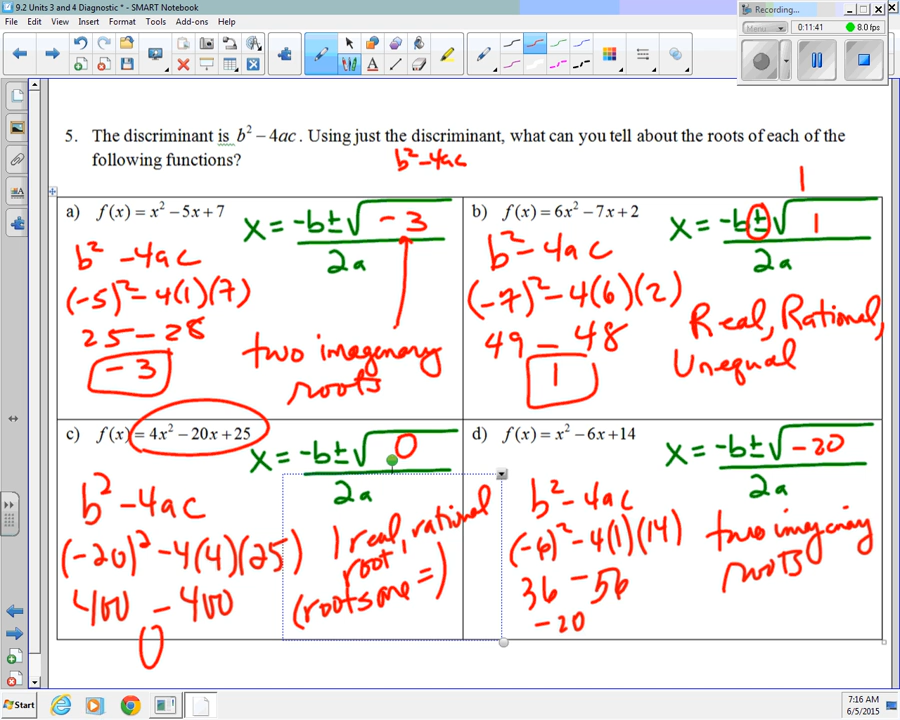 9.2 Units 3 and 4 Diagnostic * - SMART Notebook
File Edit View Insert Format Tools Add-ons Help
Recording...
Menu
0:11:41
8.0 fps
5. The discriminant is b² – 4ac. Using just the discriminant, what can you tell about the roots of each of the
following functions?
b² – 4ac
a) f(x) = x² – 5x + 7
x = -b ± √-3
2a
b² – 4ac
(-5)² – 4(1)(7)
25 – 28
-3
two imagenary
roots
b) f(x) = 6x² – 7x + 2
1
x = -b ± √1
2a
b² – 4ac
(-7)² – 4(6)(2)
49 – 48
1
Real, Rational,
Unequal
c) f(x) = 4x² – 20x + 25
x = -b ± √0
2a
b² – 4ac
(-20)² – 4(4)(25)
400 – 400
0
1 real, rational
root
(roots are =)
d) f(x) = x² – 6x + 14
x = -b ± √-20
2a
b² – 4ac
(-6)² – 4(1)(14)
36 – 56
-20
two imaginary
roots
Start
7:16 AM
6/5/2015